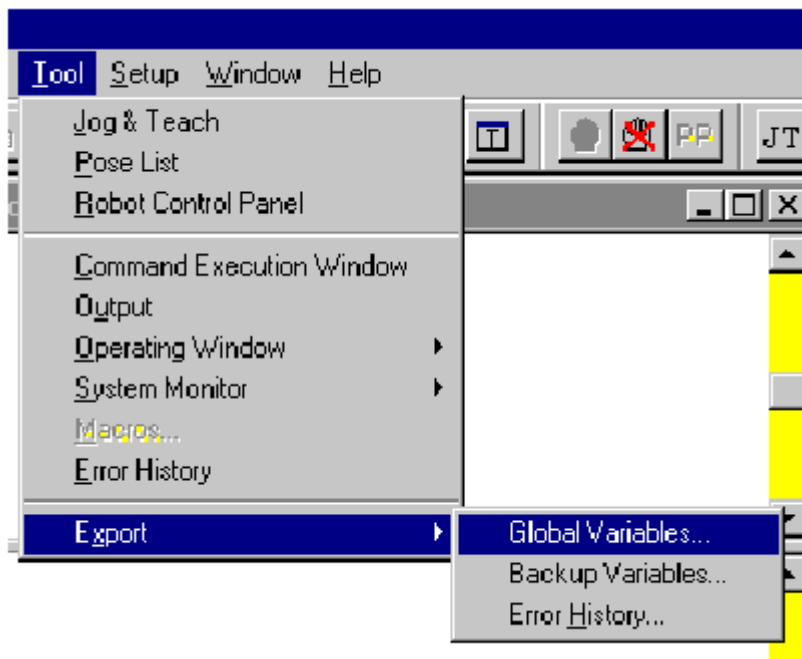 Tool Setup Window Help
Jog & Teach
Pose List
Robot Control Panel
PP
JT
Command Execution Window
Output
Operating Window
System Monitor
Macros...
Error History
Export
Global Variables...
Backup Variables...
Error History...